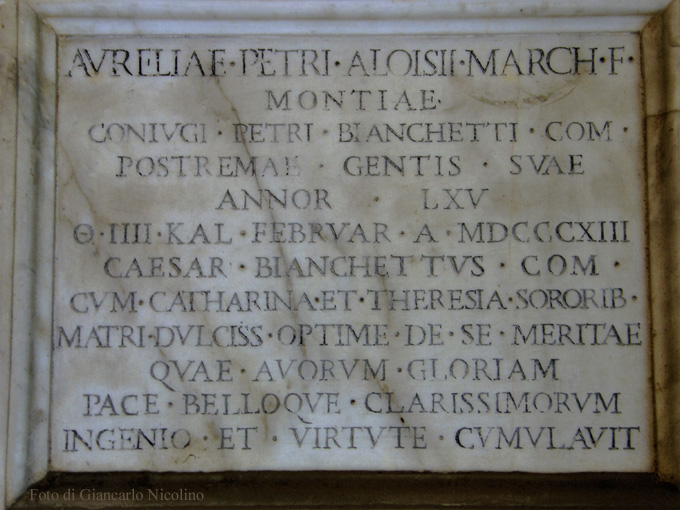 AVRELIAE · PETRI · ALOISII · MARCH · F ·
MONTIAE ·
CONIVGI · PETRI · BIANCHETTI · COM ·
POSTREMAE · GENTIS · SVAE
ANNOR · LXV
Θ · IIII · KAL · FEBRVAR · A · MDCCCXIII
CAESAR · BIANCHETTVS · COM ·
CVM · CATHARINA · ET · THERESIA · SORORIB ·
MATRI · DVLCISS · OPTIME · DE · SE · MERITAE
QVAE · AVORVM · GLORIAM
PACE · BELLOQVE · CLARISSIMORVM
INGENIO · ET · VIRTVTE · CVMVLAVIT
Foto di Giancarlo Nicolino